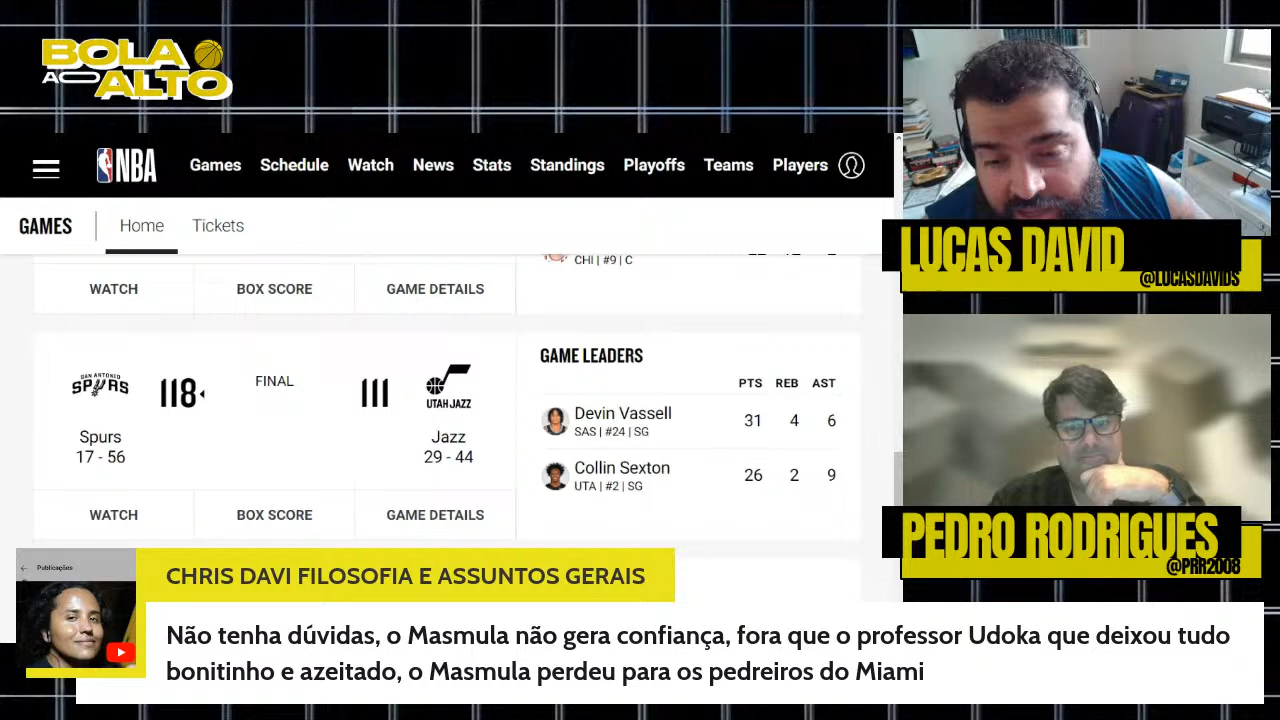 BOLA
AO ALTO
NBA
Games Schedule Watch News Stats Standings Playoffs Teams Players
GAMES Home Tickets
CHI | #9 | C
WATCH BOX SCORE GAME DETAILS
SAN ANTONIO
SPURS
118
FINAL
111
UTAH JAZZ
Spurs
17 - 56
Jazz
29 - 44
GAME LEADERS
PTS REB AST
Devin Vassell
SAS | #24 | SG
31 4 6
Collin Sexton
UTA | #2 | SG
26 2 9
WATCH BOX SCORE GAME DETAILS
LUCAS DAVID
@LUCASDAVIDS
PEDRO RODRIGUES
@PRR2008
Publicações
CHRIS DAVI FILOSOFIA E ASSUNTOS GERAIS
Não tenha dúvidas, o Masmula não gera confiança, fora que o professor Udoka que deixou tudo
bonitinho e azeitado, o Masmula perdeu para os pedreiros do Miami